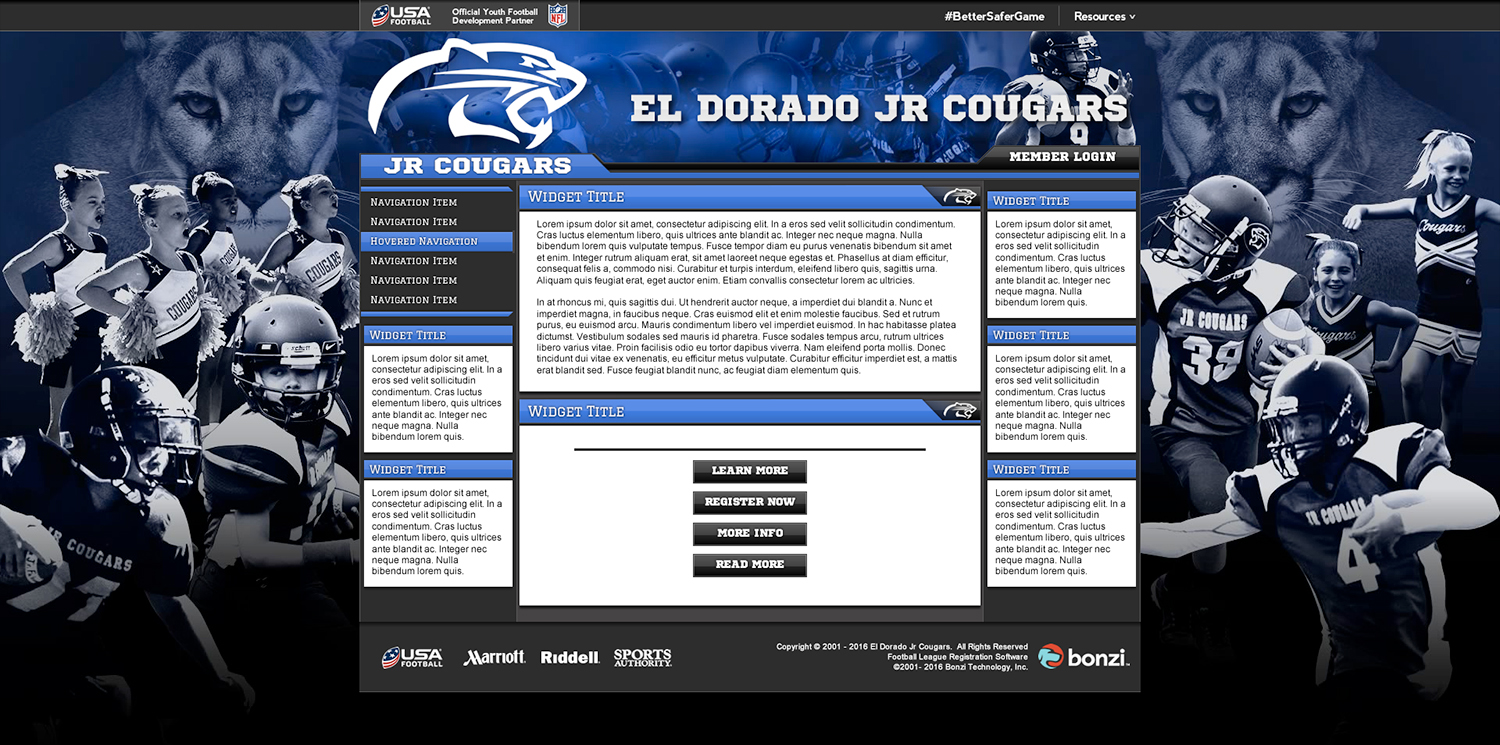 USA FOOTBALL
Official Youth Football
Development Partner
NFL
#BetterSaferGame
Resources
EL DORADO JR COUGARS
9
JR COUGARS
MEMBER LOGIN
Navigation Item
Navigation Item
Hovered Navigation
Navigation Item
Navigation Item
Navigation Item
Widget Title
Lorem ipsum dolor sit amet,
consectetur adipiscing elit. In a
eros sed velit sollicitudin
condimentum. Cras luctus
elementum libero, quis ultrices
ante blandit ac. Integer nec
neque magna. Nulla
bibendum lorem quis.
Widget Title
Lorem ipsum dolor sit amet,
consectetur adipiscing elit. In a
eros sed velit sollicitudin
condimentum. Cras luctus
elementum libero, quis ultrices
ante blandit ac. Integer nec
neque magna. Nulla
bibendum lorem quis.
Widget Title
Lorem ipsum dolor sit amet, consectetur adipiscing elit. In a eros sed velit sollicitudin condimentum.
Cras luctus elementum libero, quis ultrices ante blandit ac. Integer nec neque magna. Nulla
bibendum lorem quis vulputate tempus. Fusce tempor diam eu purus venenatis bibendum sit amet
et enim. Integer rutrum aliquam erat, sit amet laoreet neque egestas et. Phasellus at diam efficitur,
consequat felis a, commodo nisi. Curabitur et turpis interdum, eleifend libero quis, sagittis urna.
Aliquam quis feugiat erat, eget auctor enim. Etiam convallis consectetur lorem ac ultricies.
In at rhoncus mi, quis sagittis dui. Ut hendrerit auctor neque, a imperdiet dui blandit a. Nunc et
imperdiet magna, in faucibus neque. Cras euismod elit et enim molestie faucibus. Sed et rutrum
purus, eu euismod arcu. Mauris condimentum libero vel imperdiet euismod. In hac habitasse platea
dictumst. Vestibulum sodales sed mauris id pharetra. Fusce sodales tempus arcu, rutrum ultrices
libero varius vitae. Proin facilisis odio eu tortor dapibus viverra. Nam eleifend porta mollis. Donec
tincidunt dui vitae ex venenatis, eu efficitur metus vulputate. Curabitur efficitur imperdiet est, a mattis
erat blandit sed. Fusce feugiat blandit nunc, ac feugiat diam elementum quis.
Widget Title
LEARN MORE
REGISTER NOW
MORE INFO
READ MORE
Widget Title
Lorem ipsum dolor sit amet,
consectetur adipiscing elit. In a
eros sed velit sollicitudin
condimentum. Cras luctus
elementum libero, quis ultrices
ante blandit ac. Integer nec
neque magna. Nulla
bibendum lorem quis.
Widget Title
Lorem ipsum dolor sit amet,
consectetur adipiscing elit. In a
eros sed velit sollicitudin
condimentum. Cras luctus
elementum libero, quis ultrices
ante blandit ac. Integer nec
neque magna. Nulla
bibendum lorem quis.
Widget Title
Lorem ipsum dolor sit amet,
consectetur adipiscing elit. In a
eros sed velit sollicitudin
condimentum. Cras luctus
elementum libero, quis ultrices
ante blandit ac. Integer nec
neque magna. Nulla
bibendum lorem quis.
COUGARS
COUGARS
JR COUGARS
Cougars
Cougars
JR COUGARS
39
JR COUGARS
4
USA FOOTBALL
Marriott.
Riddell.
SPORTS AUTHORITY.
Copyright © 2001 - 2016 El Dorado Jr Cougars. All Rights Reserved
Football League Registration Software
©2001- 2016 Bonzi Technology, Inc.
bonzi™